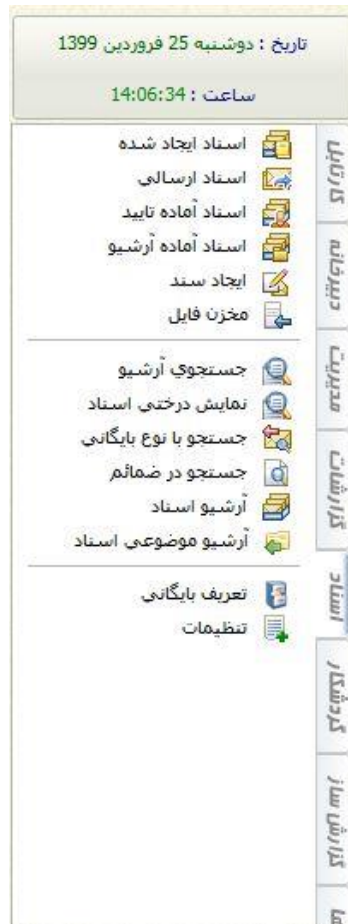 تاریخ : دوشنبه 25 فروردین 1399
ساعت : 14:06:34
اسناد ایجاد شده
اسناد ارسالی
اسناد آماده تایید
اسناد آماده آرشیو
ایجاد سند
مخزن فایل
جستجوي آرشیو
نمایش درختی اسناد
جستجو با نوع بایگانی
جستجو در ضمائم
آرشیو اسناد
آرشیو موضوعی اسناد
تعریف بایگانی
تنظیمات
کارتابل
دبیرخانه
مدیریت
گزارشات
اسناد
گردشکار
گزارش ساز